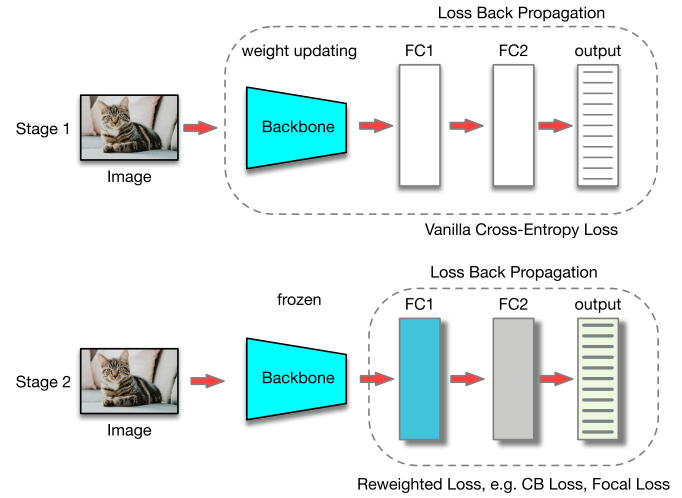 Loss Back Propagation
weight updating FC1 FC2 output
Stage 1
Backbone
Image
Vanilla Cross-Entropy Loss
Loss Back Propagation
frozen
FC1 FC2 output
Stage 2
Backbone
Image
Reweighted Loss, e.g. CB Loss, Focal Loss